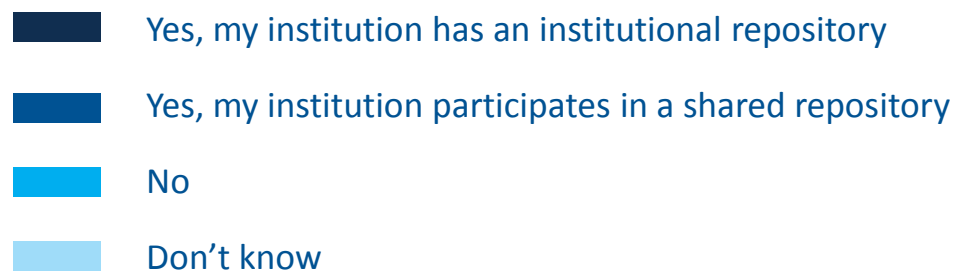 Yes, my institution has an institutional repository
Yes, my institution participates in a shared repository
No
Don’t know